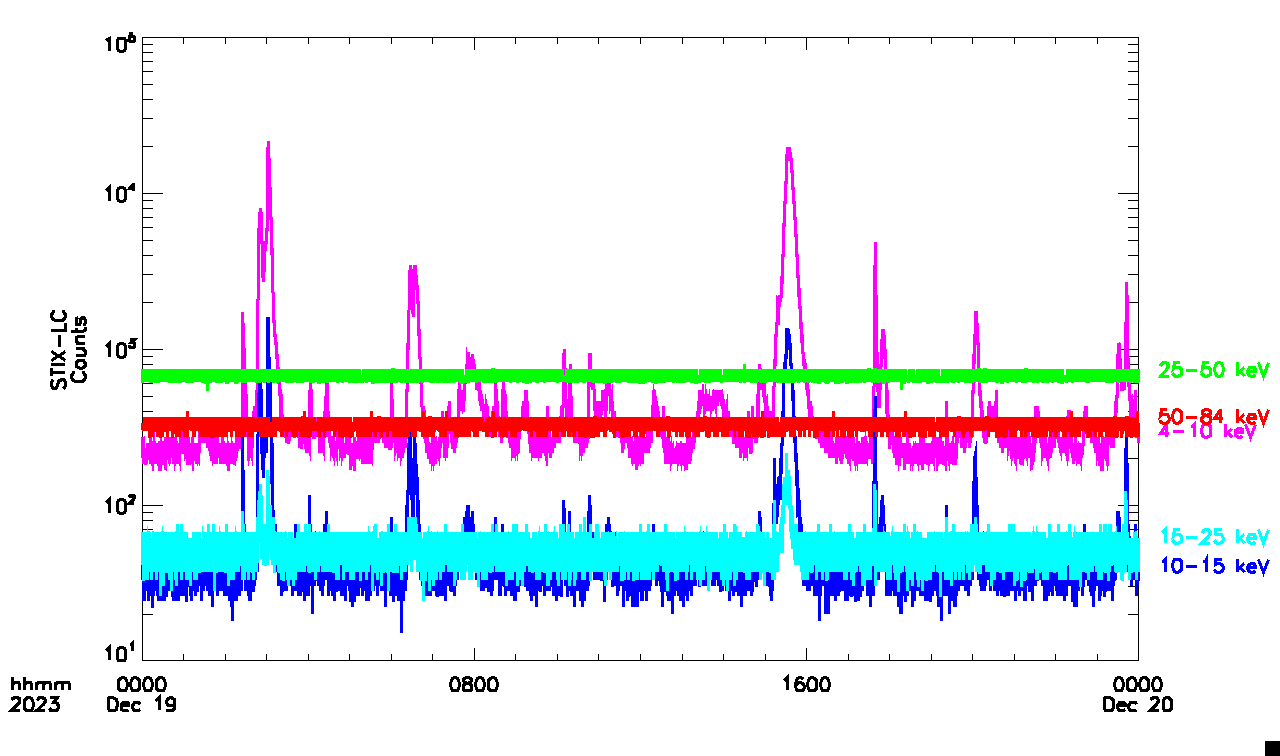 10⁶
10⁴
10³
10²
10¹
STIX-LC
Counts
25-50 keV
50-84 keV
4-10 keV
15-25 keV
10-15 keV
hhmm 0000 0800 1600 0000
2023 Dec 19 Dec 20